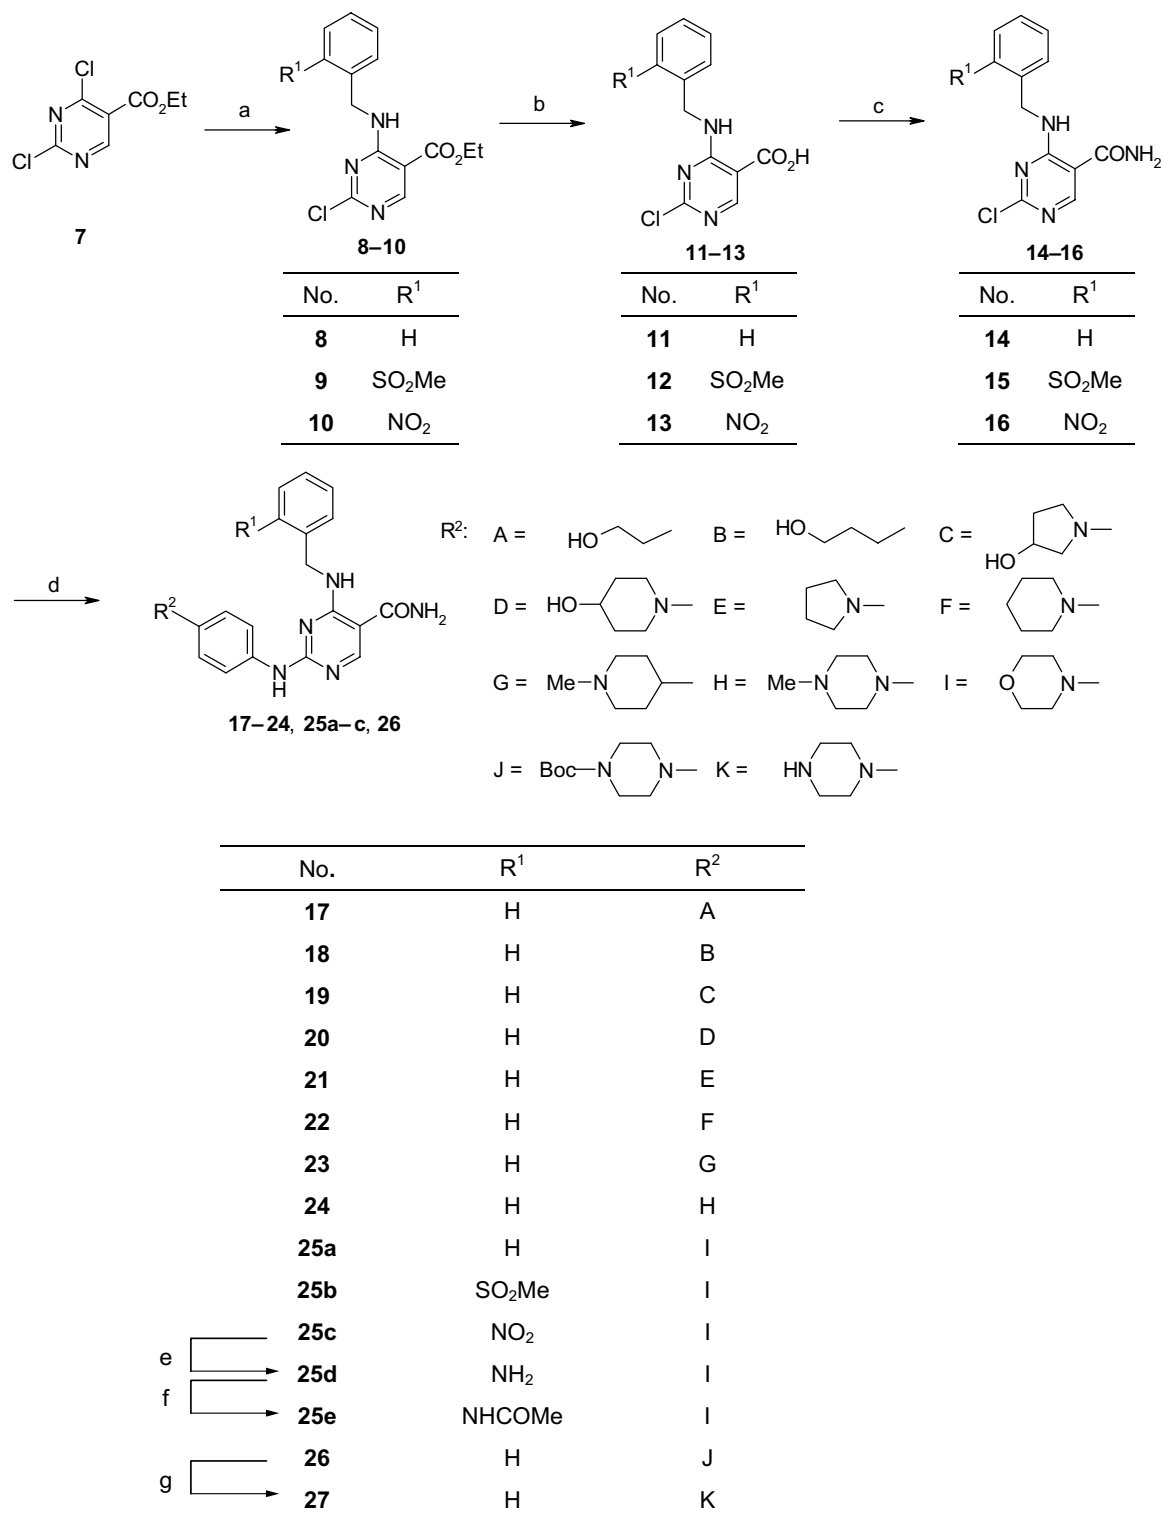 Cl
N
CO2Et
Cl
N
7
a
R1
NH
N
CO2Et
Cl
N
8–10
b
R1
NH
N
CO2H
Cl
N
11–13
c
R1
NH
N
CONH2
Cl
N
14–16
No. R1
8 H
9 SO2Me
10 NO2
No. R1
11 H
12 SO2Me
13 NO2
No. R1
14 H
15 SO2Me
16 NO2
d
R1
NH
R2
N
CONH2
N
H
N
17–24, 25a–c, 26
R2: A = HO B = HO C = HO N
D = HO N E = N F = N
G = Me N H = Me N N I = O N
J = Boc N N K = HN N
No. R1 R2
17 H A
18 H B
19 H C
20 H D
21 H E
22 H F
23 H G
24 H H
25a H I
25b SO2Me I
25c NO2 I
e
25d NH2 I
f
25e NHCOMe I
26 H J
g
27 H K